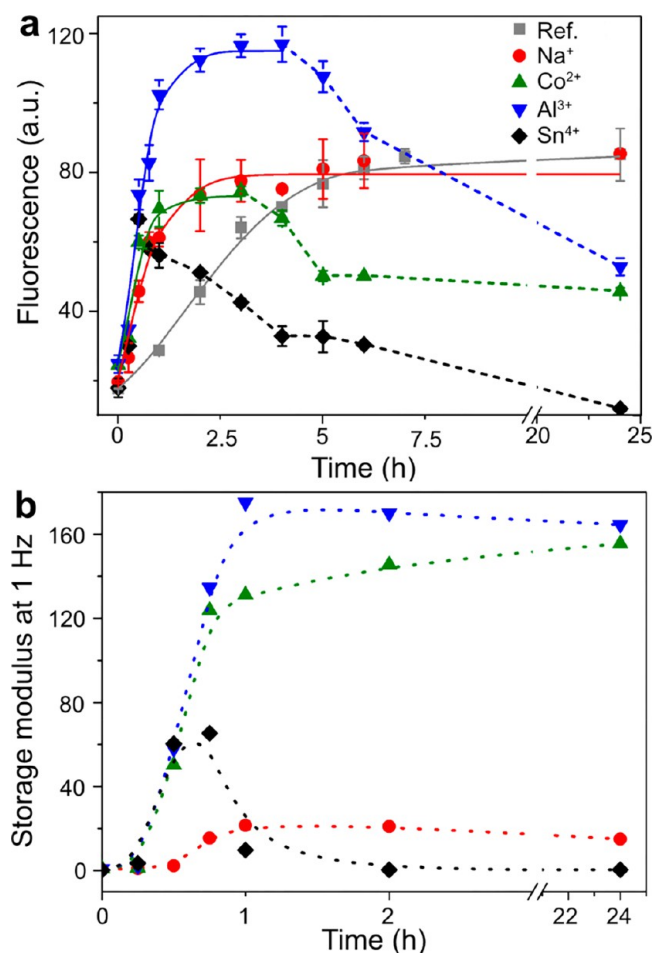 a
Fluorescence (a.u.)
120
80
40
Ref.
Na⁺
Co²⁺
Al³⁺
Sn⁴⁺
0 2.5 5 7.5 20 25
Time (h)
b
Storage modulus at 1 Hz
160
120
80
40
0
0 1 2 22 24
Time (h)